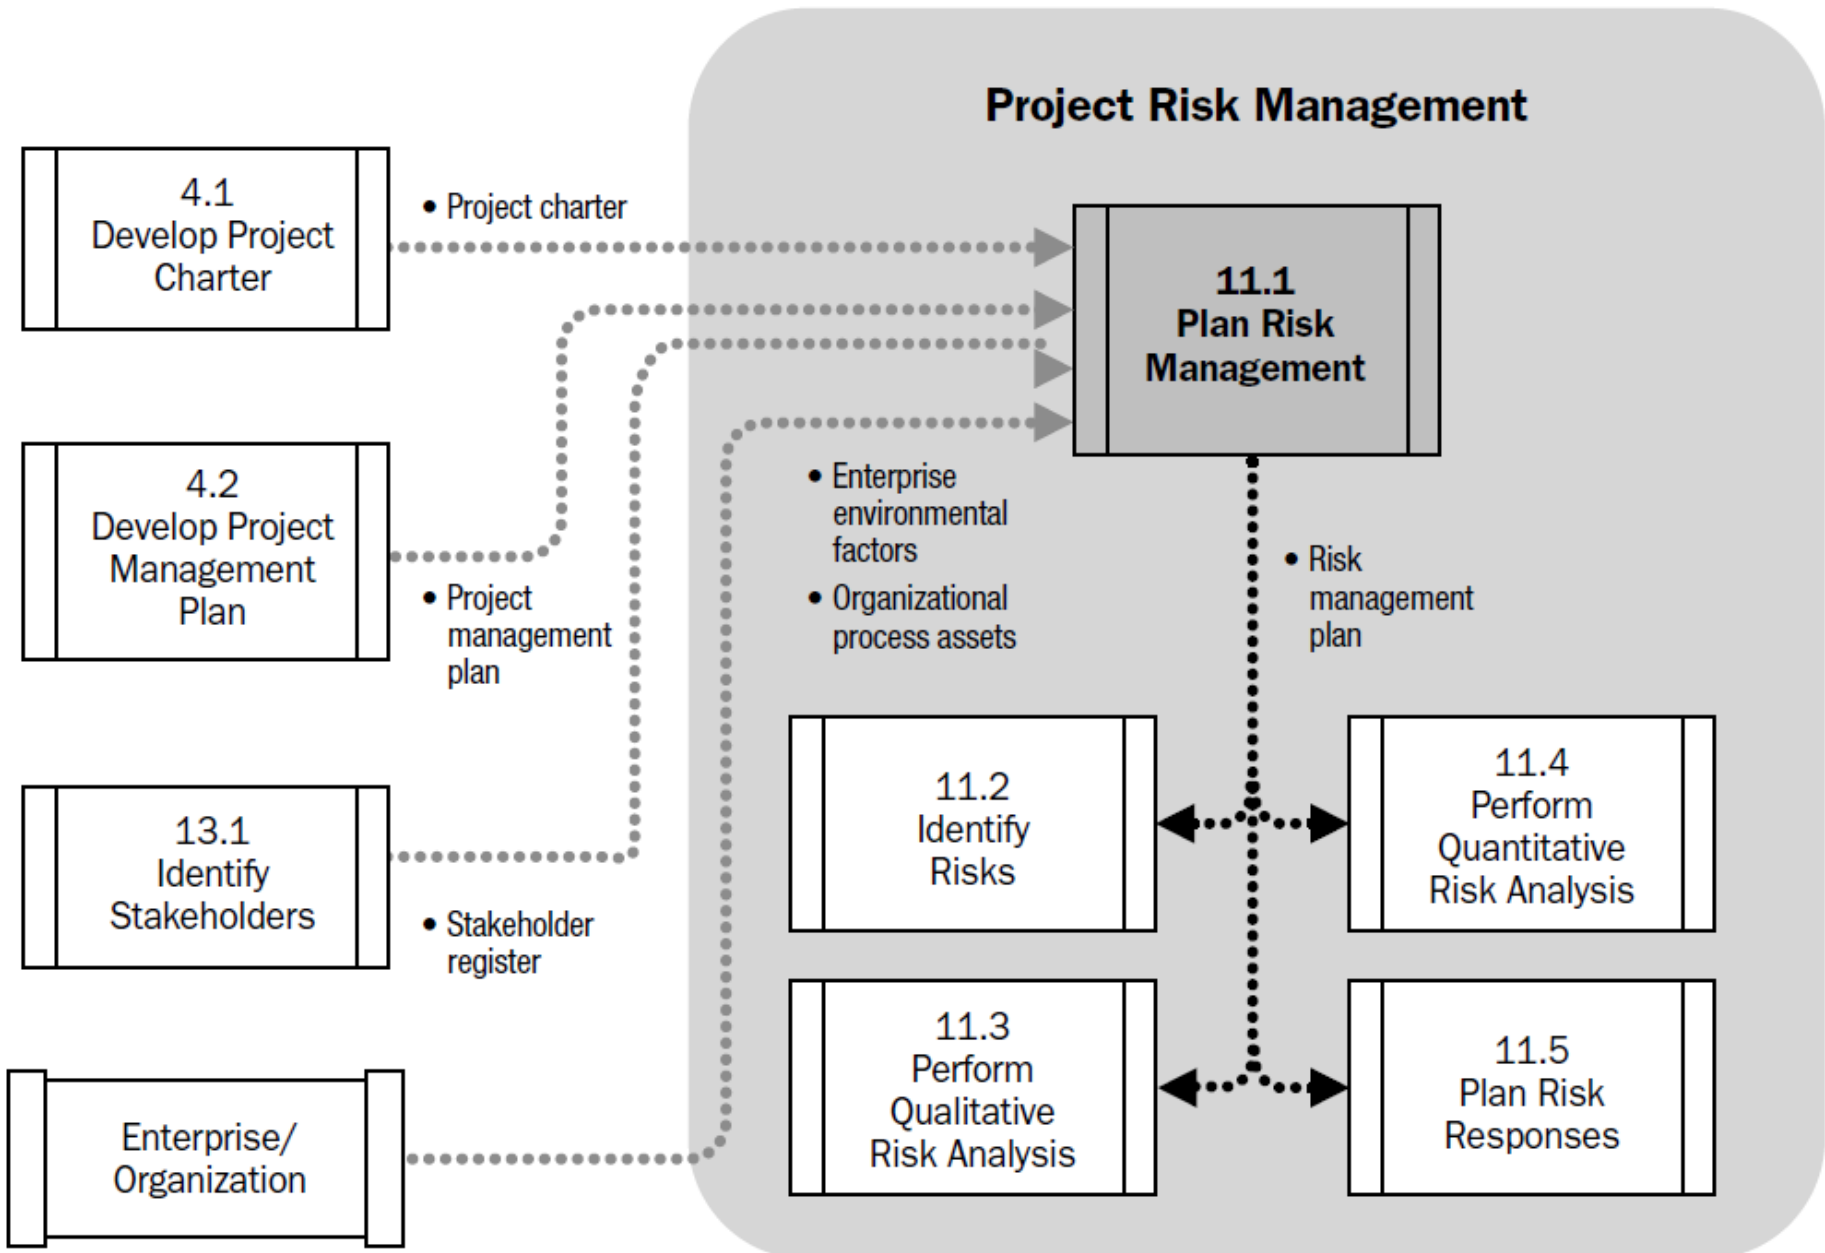 Project Risk Management
4.1
Develop Project
Charter
• Project charter
11.1
Plan Risk
Management
4.2
Develop Project
Management
Plan
• Project
management
plan
• Enterprise
environmental
factors
• Organizational
process assets
• Risk
management
plan
13.1
Identify
Stakeholders
• Stakeholder
register
11.2
Identify
Risks
11.4
Perform
Quantitative
Risk Analysis
11.3
Perform
Qualitative
Risk Analysis
11.5
Plan Risk
Responses
Enterprise/
Organization